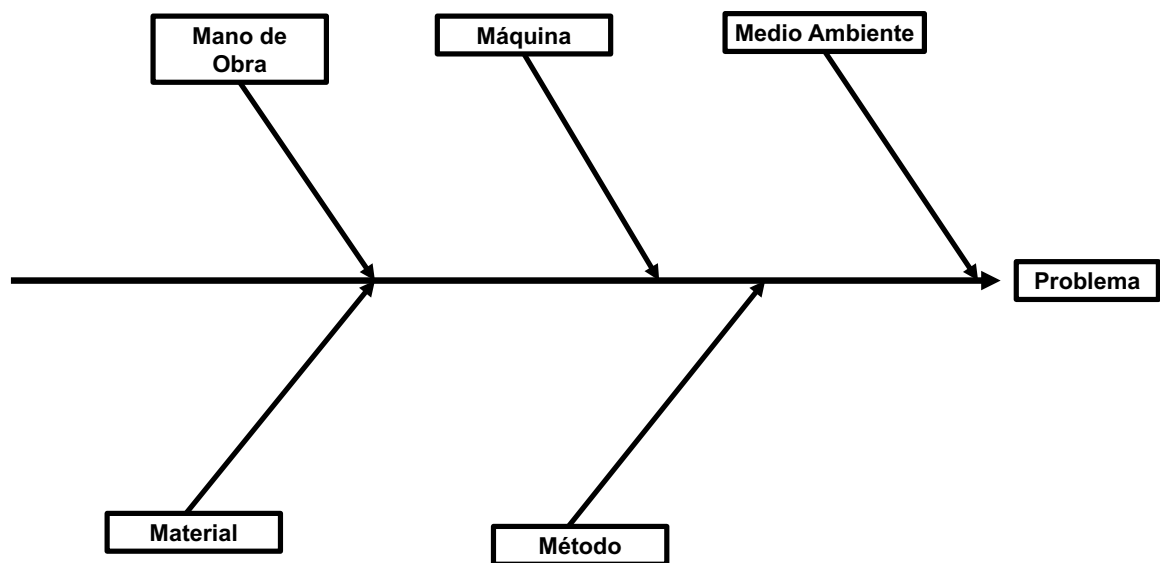 Mano de
Obra
Máquina
Medio Ambiente
Problema
Material
Método